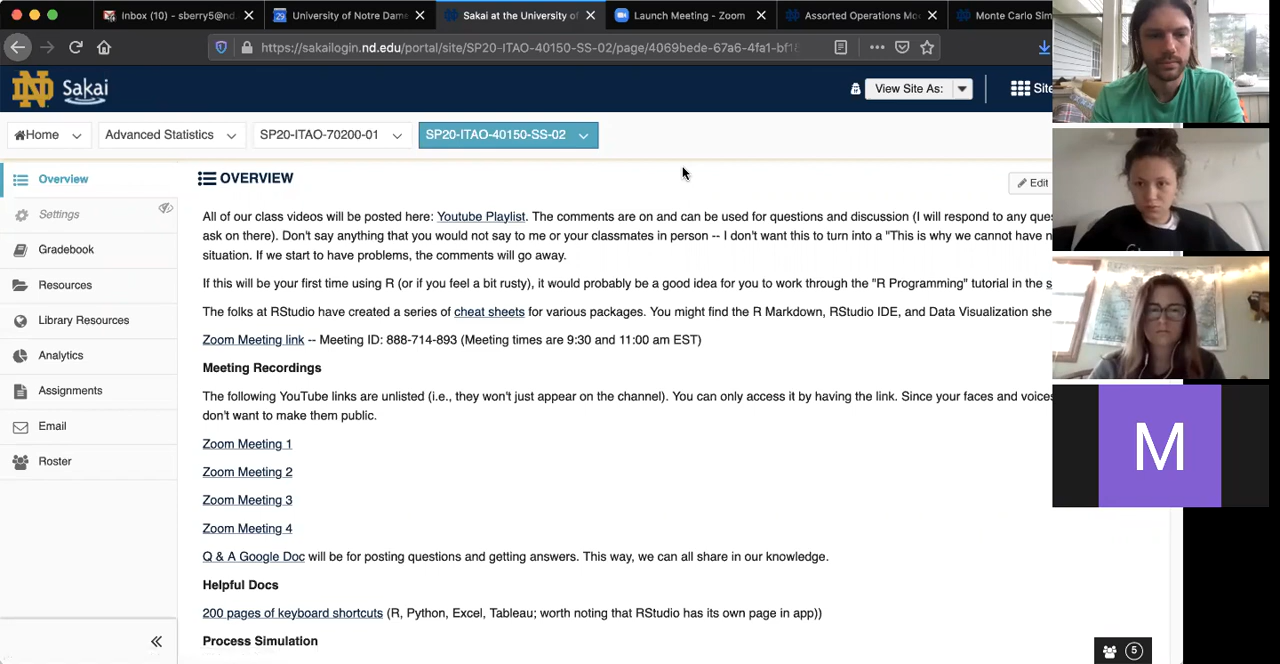 Inbox (10) - sberry5@nd.
University of Notre Dame
Sakai at the University of
Launch Meeting - Zoom
Assorted Operations Mo
Monte Carlo Sim
https://sakailogin.nd.edu/portal/site/SP20-ITAO-40150-SS-02/page/4069bede-67a6-4fa1-bf1
ND Sakai
View Site As:
Site
Home
Advanced Statistics
SP20-ITAO-70200-01
SP20-ITAO-40150-SS-02
Overview
Settings
Gradebook
Resources
Library Resources
Analytics
Assignments
Email
Roster
OVERVIEW
Edit
All of our class videos will be posted here: Youtube Playlist. The comments are on and can be used for questions and discussion (I will respond to any ques
ask on there). Don't say anything that you would not say to me or your classmates in person -- I don't want this to turn into a "This is why we cannot have n
situation. If we start to have problems, the comments will go away.
If this will be your first time using R (or if you feel a bit rusty), it would probably be a good idea for you to work through the "R Programming" tutorial in the s
The folks at RStudio have created a series of cheat sheets for various packages. You might find the R Markdown, RStudio IDE, and Data Visualization she
Zoom Meeting link -- Meeting ID: 888-714-893 (Meeting times are 9:30 and 11:00 am EST)
Meeting Recordings
The following YouTube links are unlisted (i.e., they won't just appear on the channel). You can only access it by having the link. Since your faces and voices
don't want to make them public.
Zoom Meeting 1
Zoom Meeting 2
Zoom Meeting 3
Zoom Meeting 4
Q & A Google Doc will be for posting questions and getting answers. This way, we can all share in our knowledge.
Helpful Docs
200 pages of keyboard shortcuts (R, Python, Excel, Tableau; worth noting that RStudio has its own page in app))
Process Simulation
M
5